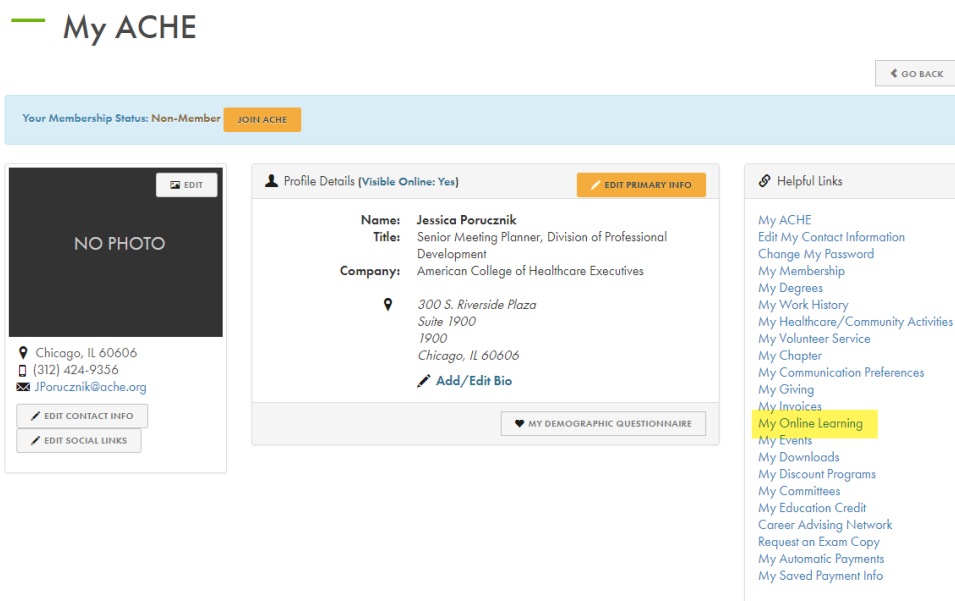 My ACHE
GO BACK
Your Membership Status: Non-Member
JOIN ACHE
EDIT
NO PHOTO
Chicago, IL 60606
(312) 424-9356
JPorucznik@ache.org
EDIT CONTACT INFO
EDIT SOCIAL LINKS
Profile Details (Visible Online: Yes)
EDIT PRIMARY INFO
Name: Jessica Porucznik
Title: Senior Meeting Planner, Division of Professional
Development
Company: American College of Healthcare Executives
300 S. Riverside Plaza
Suite 1900
1900
Chicago, IL 60606
Add/Edit Bio
MY DEMOGRAPHIC QUESTIONNAIRE
Helpful Links
My ACHE
Edit My Contact Information
Change My Password
My Membership
My Degrees
My Work History
My Healthcare/Community Activities
My Volunteer Service
My Chapter
My Communication Preferences
My Giving
My Invoices
My Online Learning
My Events
My Downloads
My Discount Programs
My Committees
My Education Credit
Career Advising Network
Request an Exam Copy
My Automatic Payments
My Saved Payment Info